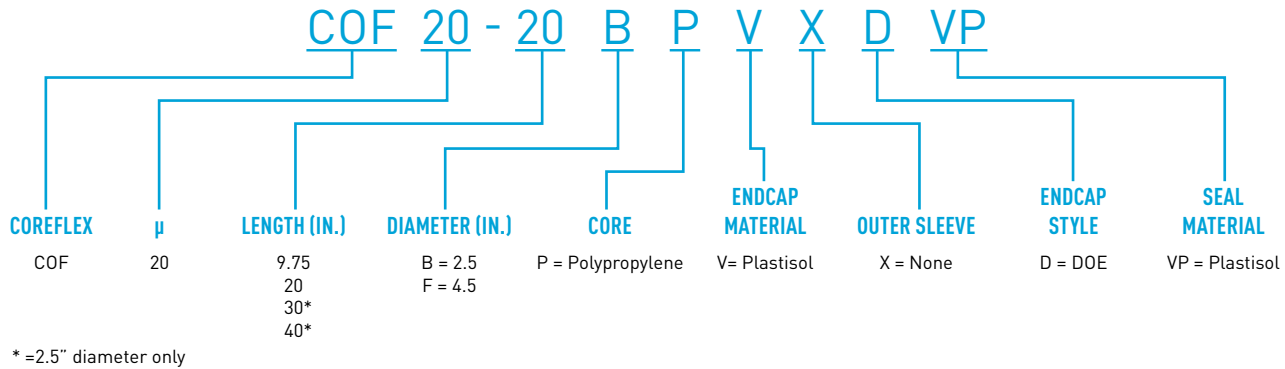 COF 20 - 20 B P V X D VP
COREFLEX
µ
LENGTH (IN.)
DIAMETER (IN.)
CORE
ENDCAP
MATERIAL
OUTER SLEEVE
ENDCAP
STYLE
SEAL
MATERIAL
COF
20
9.75
20
30*
40*
B = 2.5
F = 4.5
P = Polypropylene
V= Plastisol
X = None
D = DOE
VP = Plastisol
* =2.5” diameter only